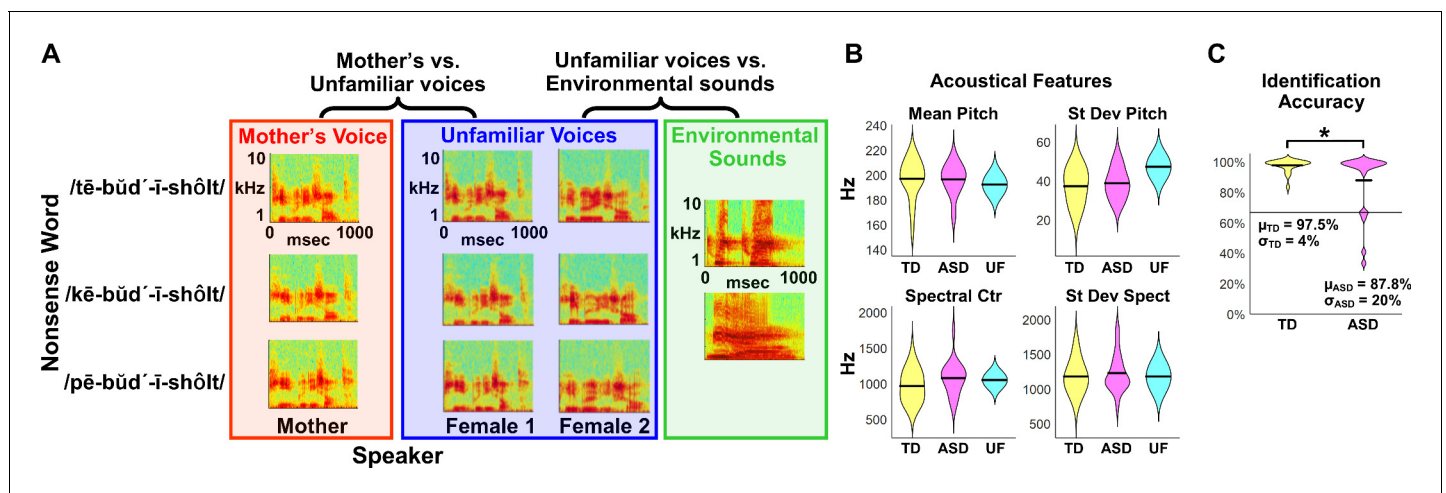 A
Mother's vs.
Unfamiliar voices
Unfamiliar voices vs.
Environmental sounds
Mother's Voice
Unfamiliar Voices
Environmental
Sounds
Nonsense Word
/tē-bŭd´-ī-shôlt/
/kē-bŭd´-ī-shôlt/
/pē-bŭd´-ī-shôlt/
10
kHz
1
0 msec 1000
10
kHz
1
0 msec 1000
10
kHz
1
0 1000
msec
Mother
Female 1 Female 2
Speaker
B
Acoustical Features
Mean Pitch
240
220
200
180
160
140
Hz
TD ASD UF
St Dev Pitch
60
40
20
TD ASD UF
Spectral Ctr
2000
1500
1000
500
Hz
TD ASD UF
St Dev Spect
2000
1500
1000
500
TD ASD UF
C
Identification
Accuracy
*
100%
80%
60%
40%
20%
0%
μTD = 97.5%
σTD = 4%
μASD = 87.8%
σASD = 20%
TD ASD